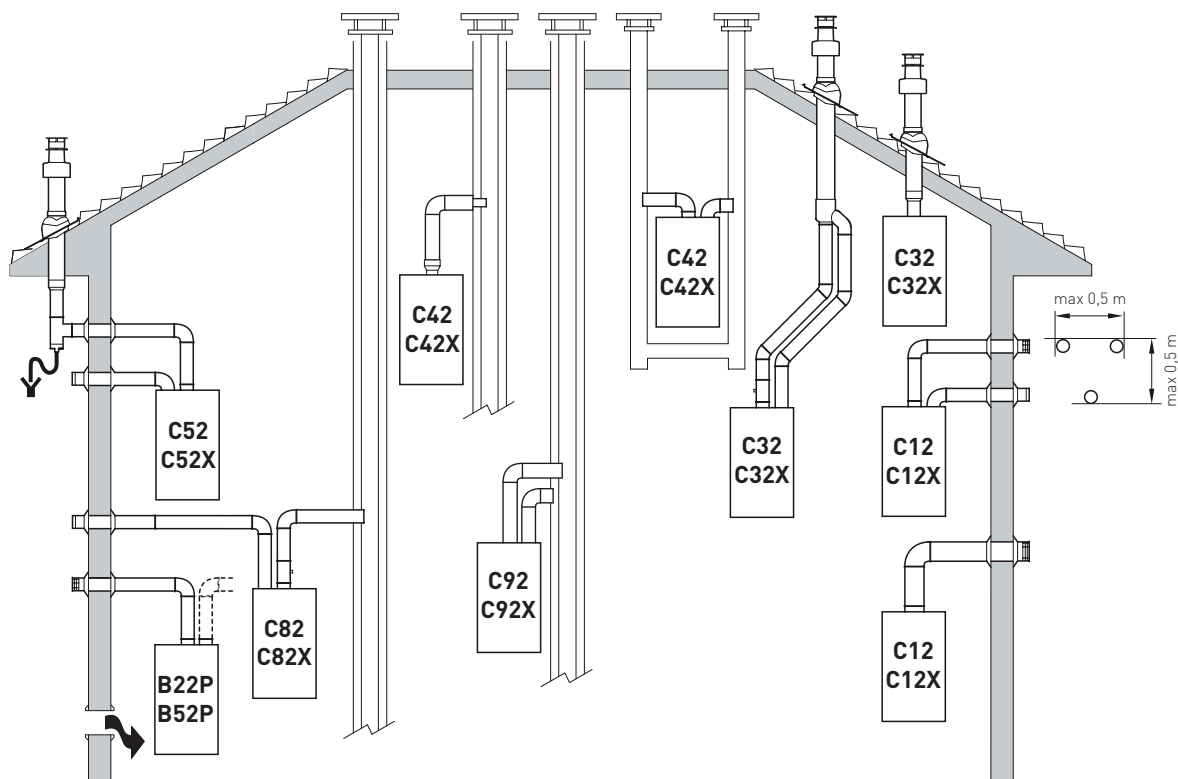 C32
C32X
C42
C42X
max 0,5 m
C42
C42X
max 0,5 m
C52
C52X
C32
C32X
C12
C12X
C92
C92X
C82
C82X
C12
C12X
B22P
B52P